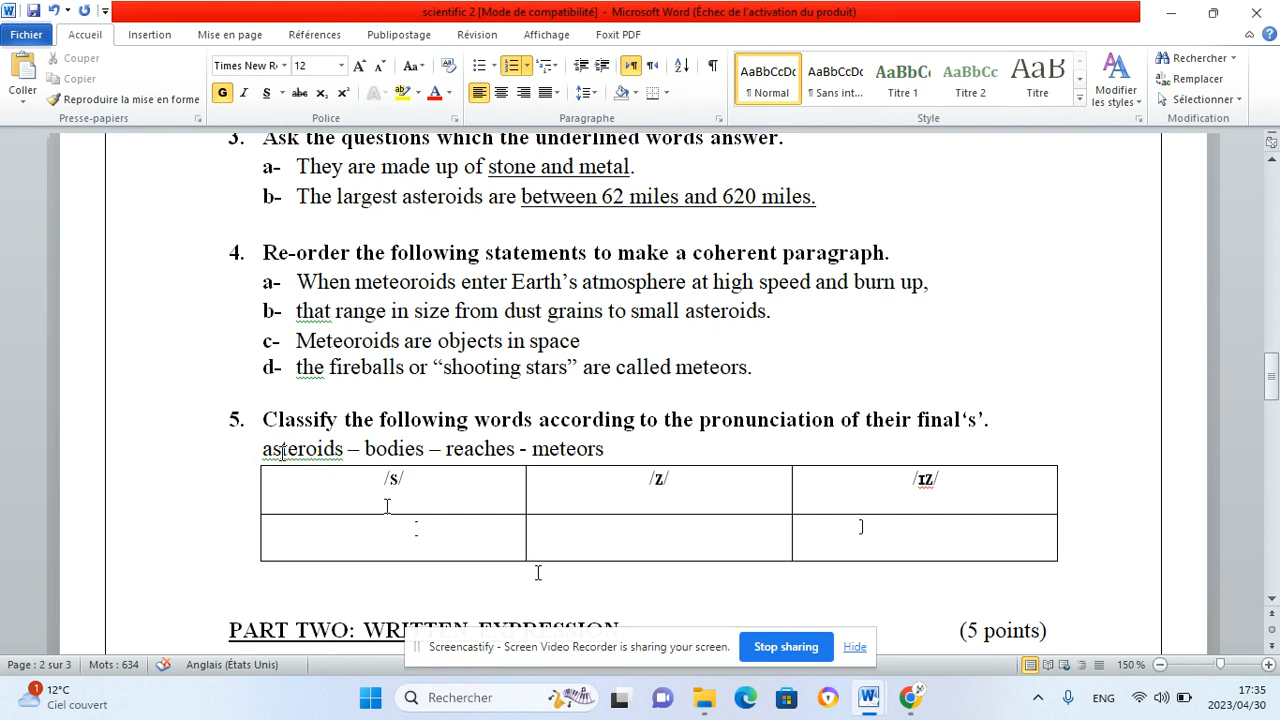 scientific 2 [Mode de compatibilité] - Microsoft Word (Échec de l'activation du produit)
Fichier Accueil Insertion Mise en page Références Publipostage Révision Affichage Foxit PDF
Coller
Couper
Copier
Reproduire la mise en forme
Presse-papiers
Times New R 12
G I S abc x₂ x²
Police
Paragraphe
AaBbCcDc AaBbCcDc AaBbCc AaBbCc AaB
¶ Normal ¶ Sans int... Titre 1 Titre 2 Titre
Style
Modifier les styles
Rechercher
Remplacer
Sélectionner
Modification
3. Ask the questions which the underlined words answer.
a- They are made up of stone and metal.
b- The largest asteroids are between 62 miles and 620 miles.
4. Re-order the following statements to make a coherent paragraph.
a- When meteoroids enter Earth's atmosphere at high speed and burn up,
b- that range in size from dust grains to small asteroids.
c- Meteoroids are objects in space
d- the fireballs or “shooting stars” are called meteors.
5. Classify the following words according to the pronunciation of their final‘s’.
asteroids – bodies – reaches - meteors
/s/ /z/ /ɪz/
PART TWO: WRITTEN EXPRESSION (5 points)
Screencastify - Screen Video Recorder is sharing your screen. Stop sharing Hide
Page : 2 sur 3 Mots : 634 Anglais (États Unis) 150 %
1
12°C
Ciel couvert
Rechercher
ENG
17:35
2023/04/30